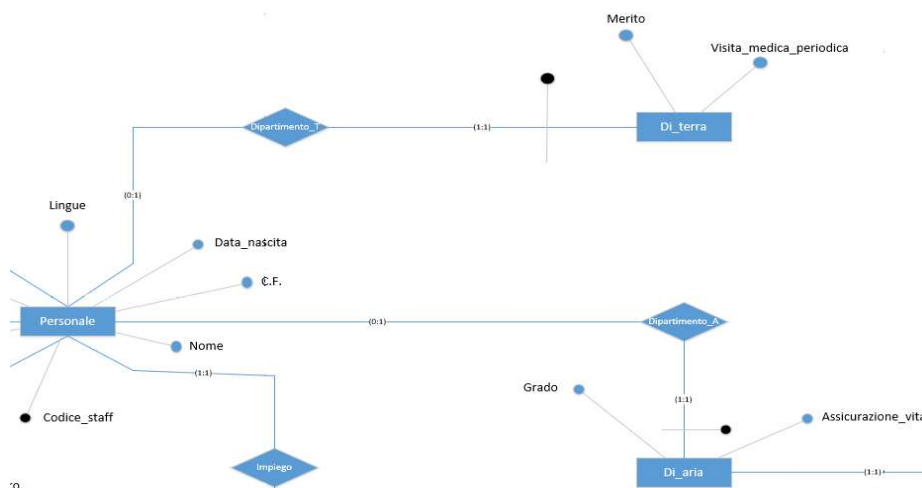 Merito
Visita_medica_periodica
Dipartimento_T
(1:1)
Di_terra
(0:1)
Lingue
Data_nascita
C.F.
Personale
(0:1)
Dipartimento_A
Nome
(1:1)
Grado
(1:1)
Codice_staff
Assicurazione_vita
Impiego
Di_aria
(1:1)
ro